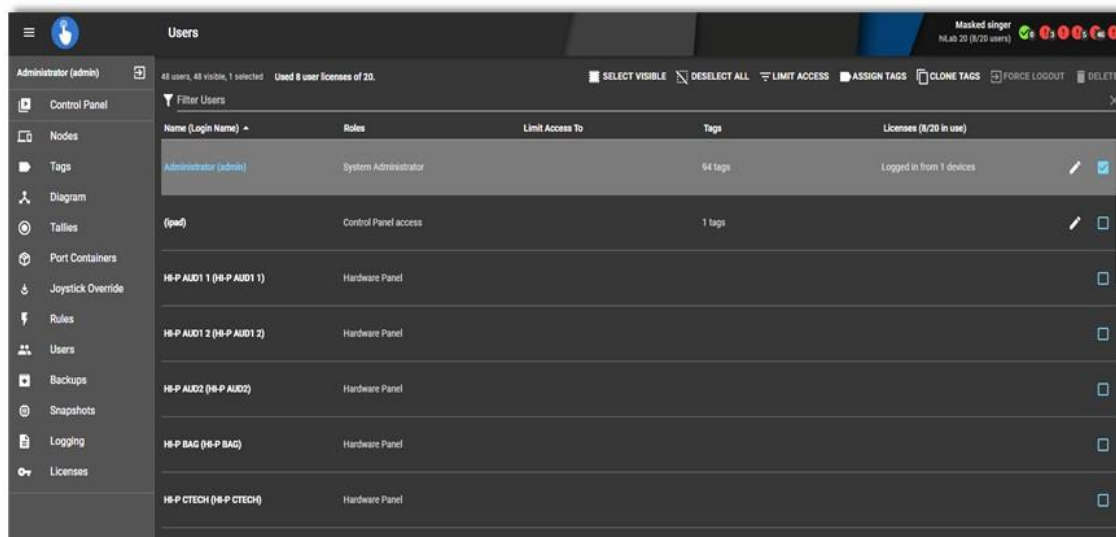 Users
Masked singer
hiLab 20 (8/20 users)
Administrator (admin)
48 users, 48 visible, 1 selected Used 8 user licenses of 20.
SELECT VISIBLE DESELECT ALL LIMIT ACCESS ASSIGN TAGS CLONE TAGS FORCE LOGOUT DELETE
Control Panel
Filter Users
Nodes
Name (Login Name) Roles Limit Access To Tags Licenses (8/20 in use)
Tags
Administrator (admin) System Administrator 94 tags Logged in from 1 devices
Diagram
Tallies
(ipad) Control Panel access 1 tags
Port Containers
HI-P AUD1 1 (HI-P AUD1 1) Hardware Panel
Joystick Override
Rules
HI-P AUD1 2 (HI-P AUD1 2) Hardware Panel
Users
Backups
HI-P AUD2 (HI-P AUD2) Hardware Panel
Snapshots
Logging
HI-P BAG (HI-P BAG) Hardware Panel
Licenses
HI-P CTECH (HI-P CTECH) Hardware Panel